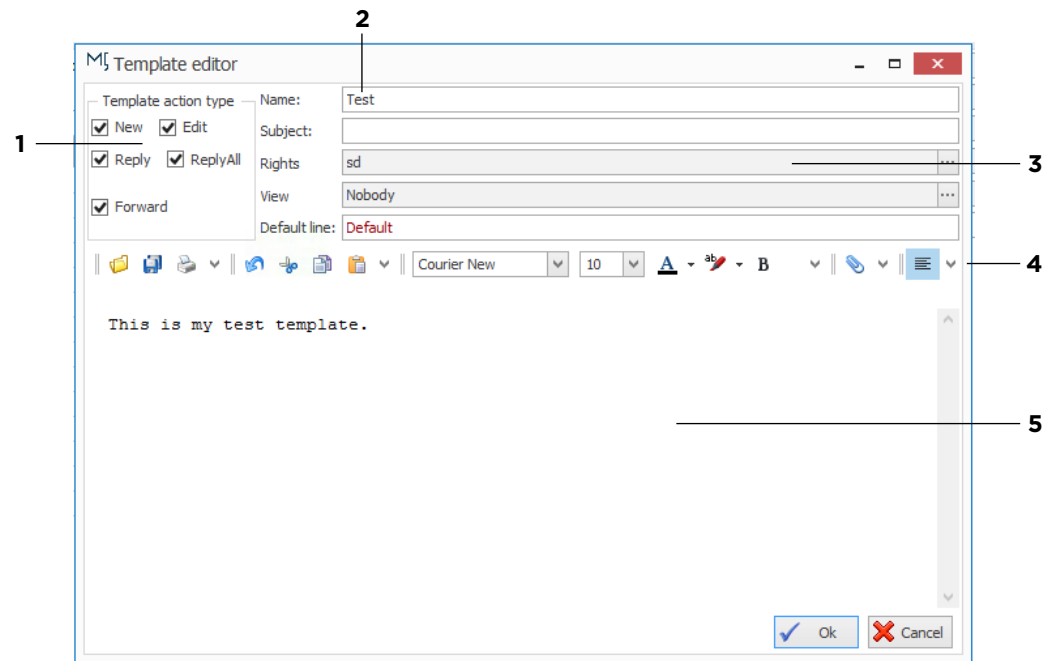 2
Template editor
Template action type
Name: Test
New Edit
Subject:
1
Reply ReplyAll
Rights sd
3
View Nobody
Forward
Default line: Default
Courier New 10 A ab B
4
This is my test template.
5
Ok Cancel